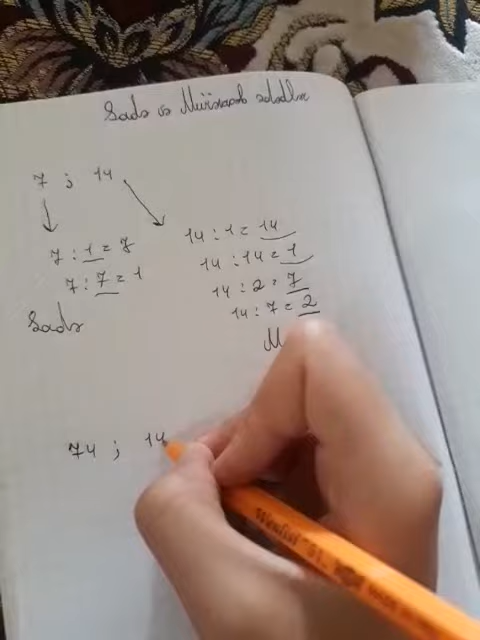 Sadə və Mürəkkəb ədədlər
7 ; 14
7 : 1 = 7
7 : 7 = 1
Sadə
14 : 1 = 14
14 : 14 = 1
14 : 2 = 7
14 : 7 = 2
M
74 ; 14